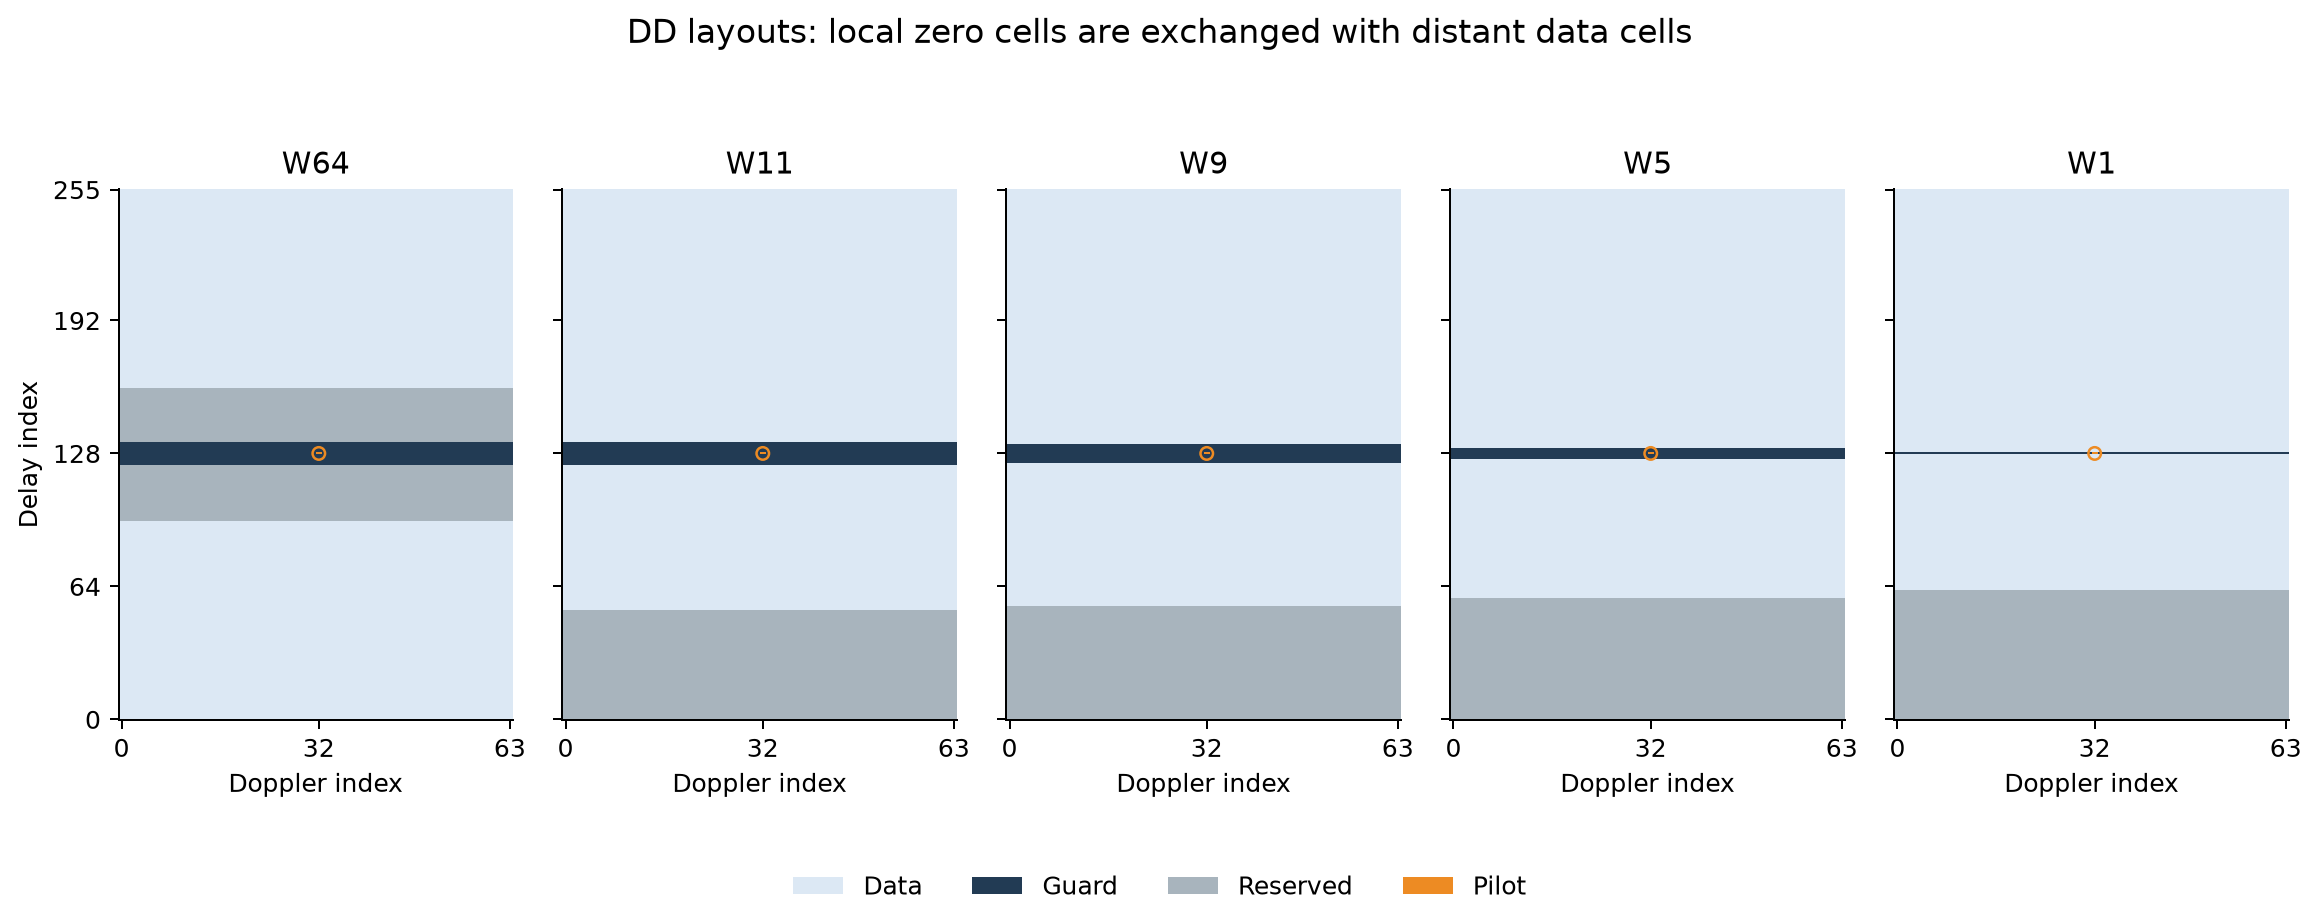 DD layouts: local zero cells are exchanged with distant data cells
W64
W11
W9
W5
W1
255
192
128
64
0
Delay index
0 32 63
0 32 63
0 32 63
0 32 63
0 32 63
Doppler index
Doppler index
Doppler index
Doppler index
Doppler index
Data
Guard
Reserved
Pilot